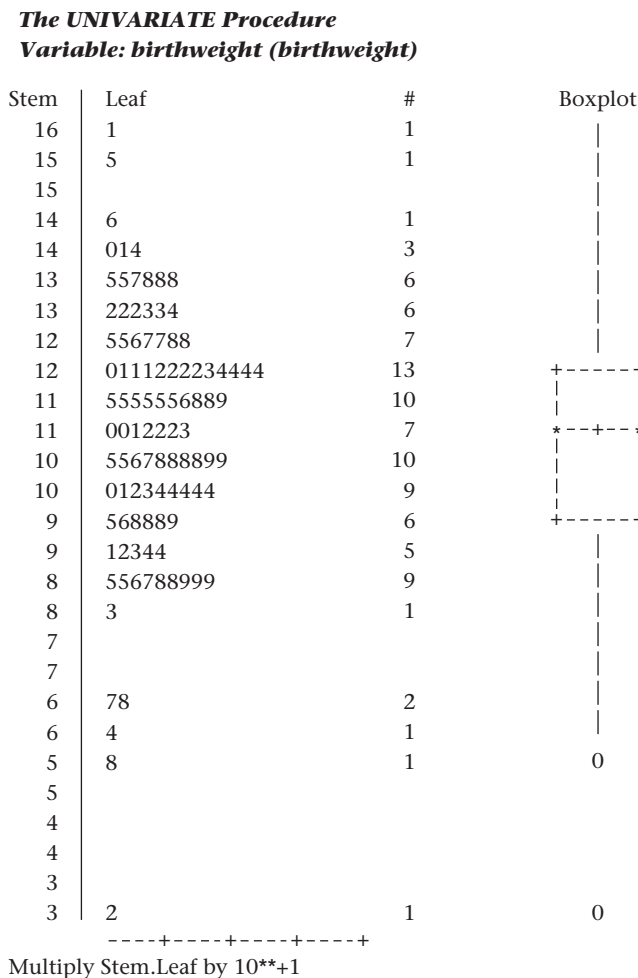 The UNIVARIATE Procedure
Variable: birthweight (birthweight)
Stem | Leaf # Boxplot
16 | 1 1 |
15 | 5 1 |
15 | |
14 | 6 1 |
14 | 014 3 |
13 | 557888 6 |
13 | 222334 6 |
12 | 5567788 7 |
12 | 0111222234444 13 +------
11 | 5555556889 10 |
11 | 0012223 7 *--+--*
10 | 5567888899 10 |
10 | 012344444 9 |
9 | 568889 6 +------
9 | 12344 5 |
8 | 556788999 9 |
8 | 3 1 |
7 | |
7 | |
6 | 78 2 |
6 | 4 1 |
5 | 8 1 0
5 |
4 |
4 |
3 |
3 | 2 1 0
----+----+----+----+
Multiply Stem.Leaf by 10**+1